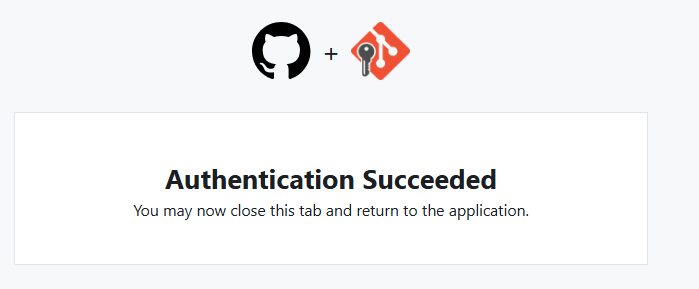 +
Authentication Succeeded
You may now close this tab and return to the application.